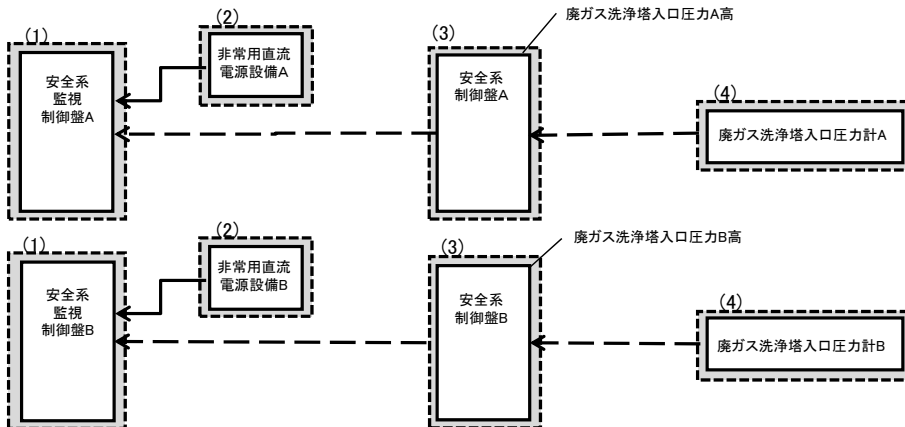 廃ガス洗浄塔入口圧力A高
(1)
(2)
(3)
(4)
安全系
監視
制御盤A
非常用直流
電源設備A
安全系
制御盤A
廃ガス洗浄塔入口圧力計A
廃ガス洗浄塔入口圧力B高
(1)
(2)
(3)
(4)
安全系
監視
制御盤B
非常用直流
電源設備B
安全系
制御盤B
廃ガス洗浄塔入口圧力計B